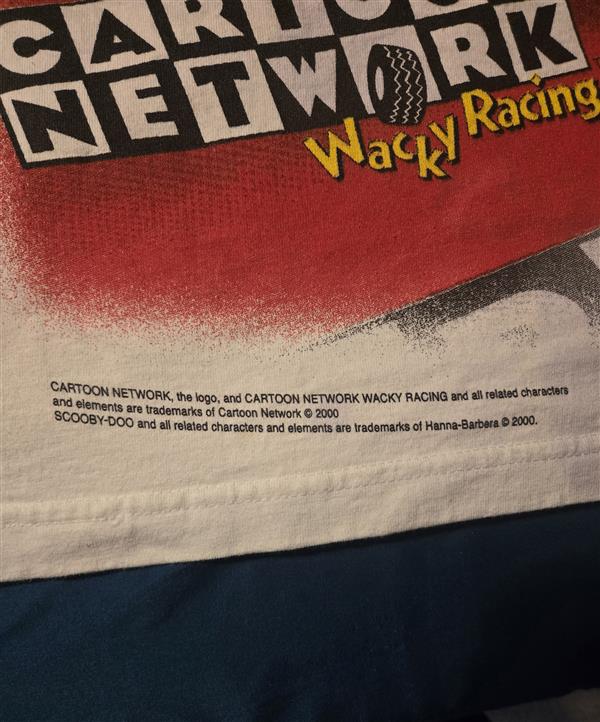 CARTOON
NETWORK
Wacky Racing
CARTOON NETWORK, the logo, and CARTOON NETWORK WACKY RACING and all related characters
and elements are trademarks of Cartoon Network © 2000
SCOOBY-DOO and all related characters and elements are trademarks of Hanna-Barbera © 2000.